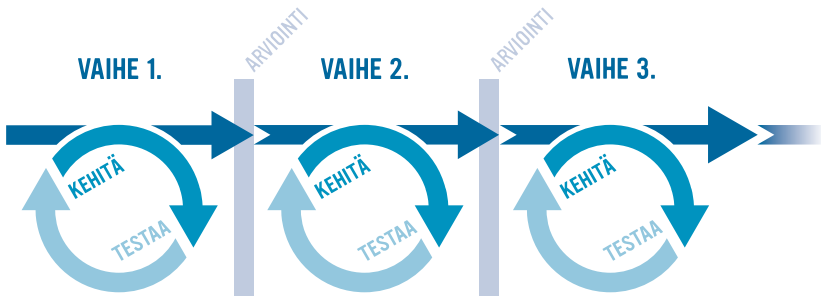 VAIHE 1.
KEHITÄ
TESTAA
ARVIOINTI
VAIHE 2.
KEHITÄ
TESTAA
ARVIOINTI
VAIHE 3.
KEHITÄ
TESTAA